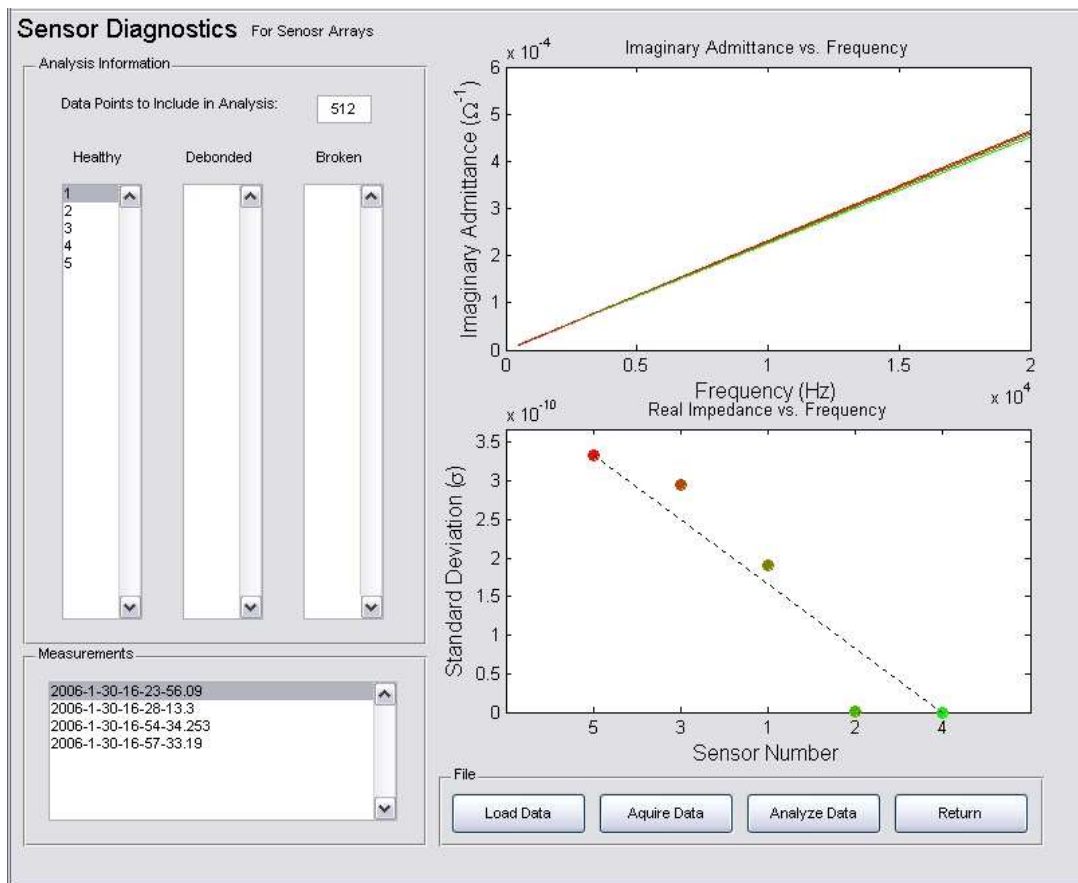 Sensor Diagnostics For Senosr Arrays
Analysis Information
Data Points to Include in Analysis: 512
Healthy Debonded Broken
1
2
3
4
5
Measurements
2006-1-30-16-23-56.09
2006-1-30-16-28-13.3
2006-1-30-16-54-34.253
2006-1-30-16-57-33.19
x 10⁻⁴
Imaginary Admittance vs. Frequency
Imaginary Admittance (Ω⁻¹)
6
5
4
3
2
1
0
0 0.5 1 1.5 2
Frequency (Hz)
x 10⁴
x 10⁻¹⁰
Real Impedance vs. Frequency
Standard Deviation (σ)
3.5
3
2.5
2
1.5
1
0.5
0
5 3 1 2 4
Sensor Number
File
Load Data Aquire Data Analyze Data Return